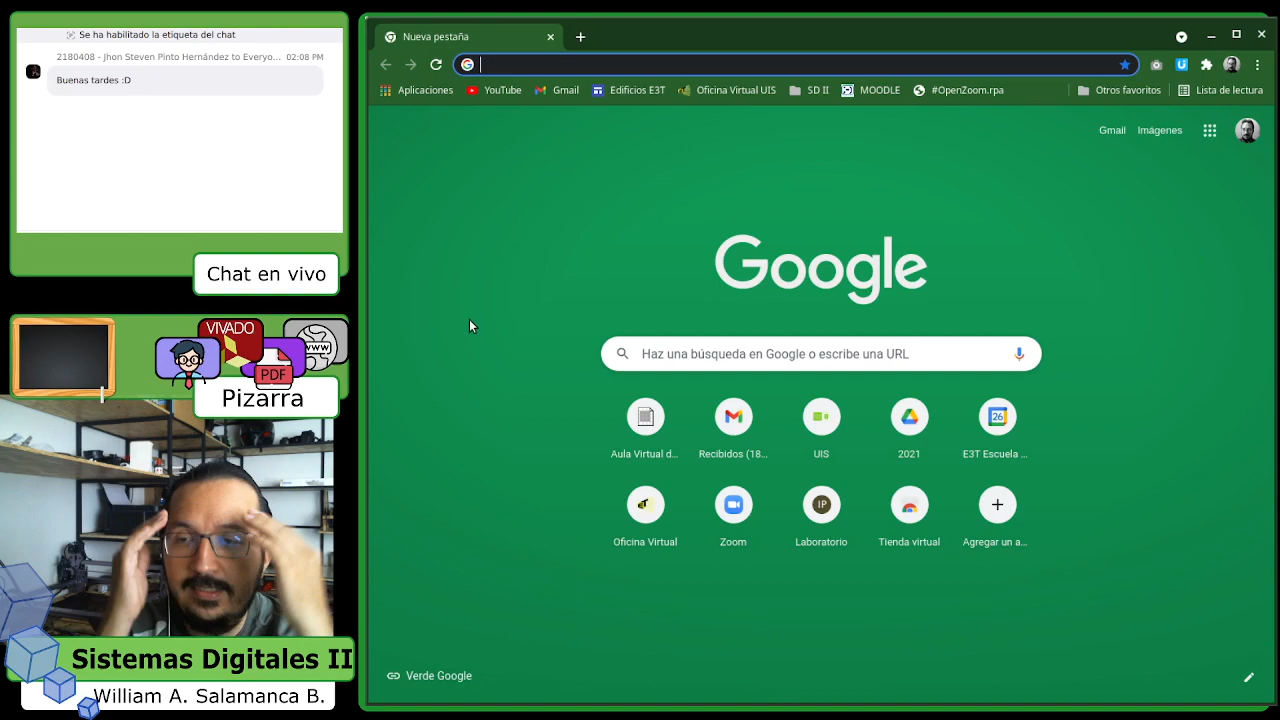 Se ha habilitado la etiqueta del chat
2180408 - Jhon Steven Pinto Hernández to Everyo... 02:08 PM
Buenas tardes :D
Chat en vivo
VIVADO
WWW
PDF
Pizarra
Sistemas Digitales II
William A. Salamanca B.
Nueva pestaña
Aplicaciones YouTube Gmail Edificios E3T Oficina Virtual UIS SD II MOODLE #OpenZoom.rpa Otros favoritos Lista de lectura
Gmail Imágenes
Google
Haz una búsqueda en Google o escribe una URL
26
Aula Virtual d... Recibidos (18... UIS 2021 E3T Escuela ...
IP
Oficina Virtual Zoom Laboratorio Tienda virtual Agregar un a...
Verde Google